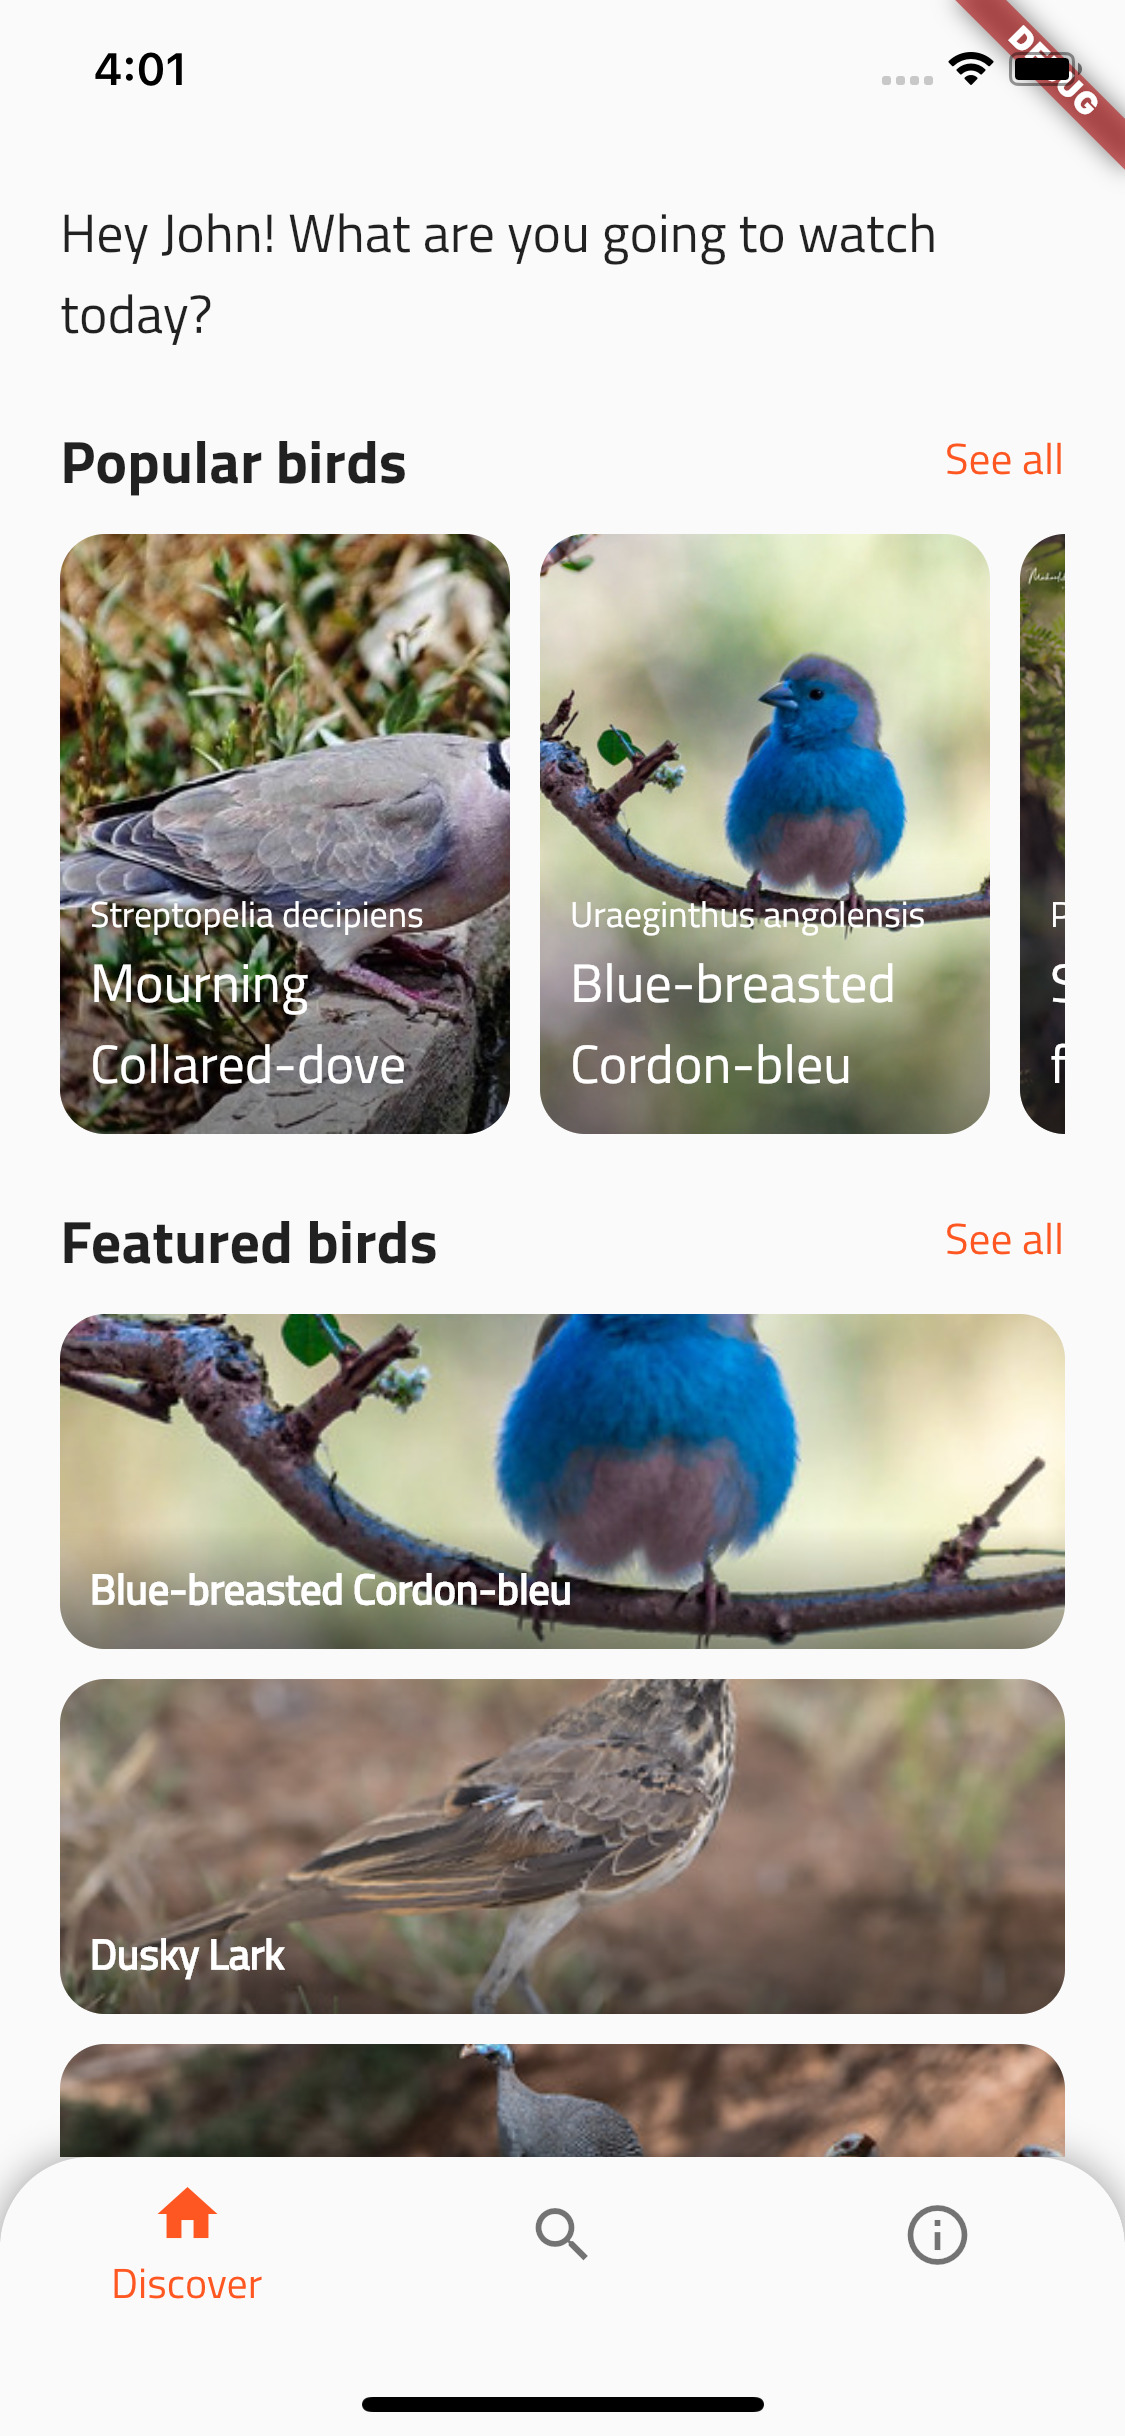 4:01
DEBUG
Hey John! What are you going to watch
today?
Popular birds
See all
Streptopelia decipiens
Mourning
Collared-dove
Uraeginthus angolensis
Blue-breasted
Cordon-bleu
Featured birds
See all
Blue-breasted Cordon-bleu
Dusky Lark
Discover